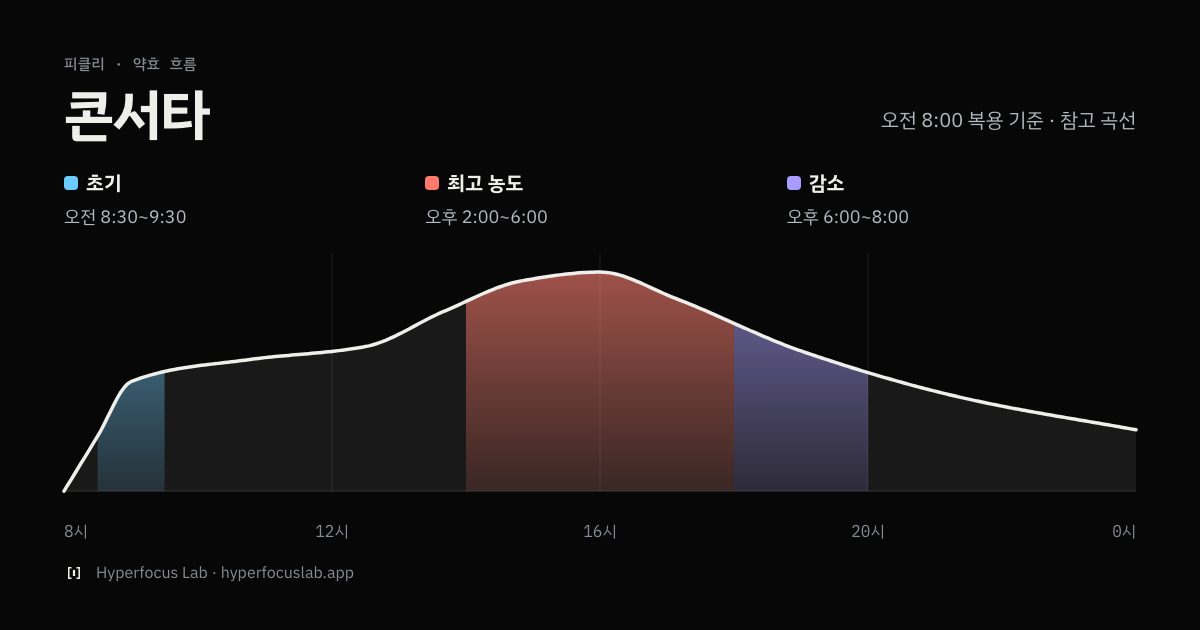 피클리 · 약효 흐름
콘서타
오전 8:00 복용 기준 · 참고 곡선
초기
오전 8:30~9:30
최고 농도
오후 2:00~6:00
감소
오후 6:00~8:00
8시
12시
16시
20시
0시
Hyperfocus Lab · hyperfocuslab.app